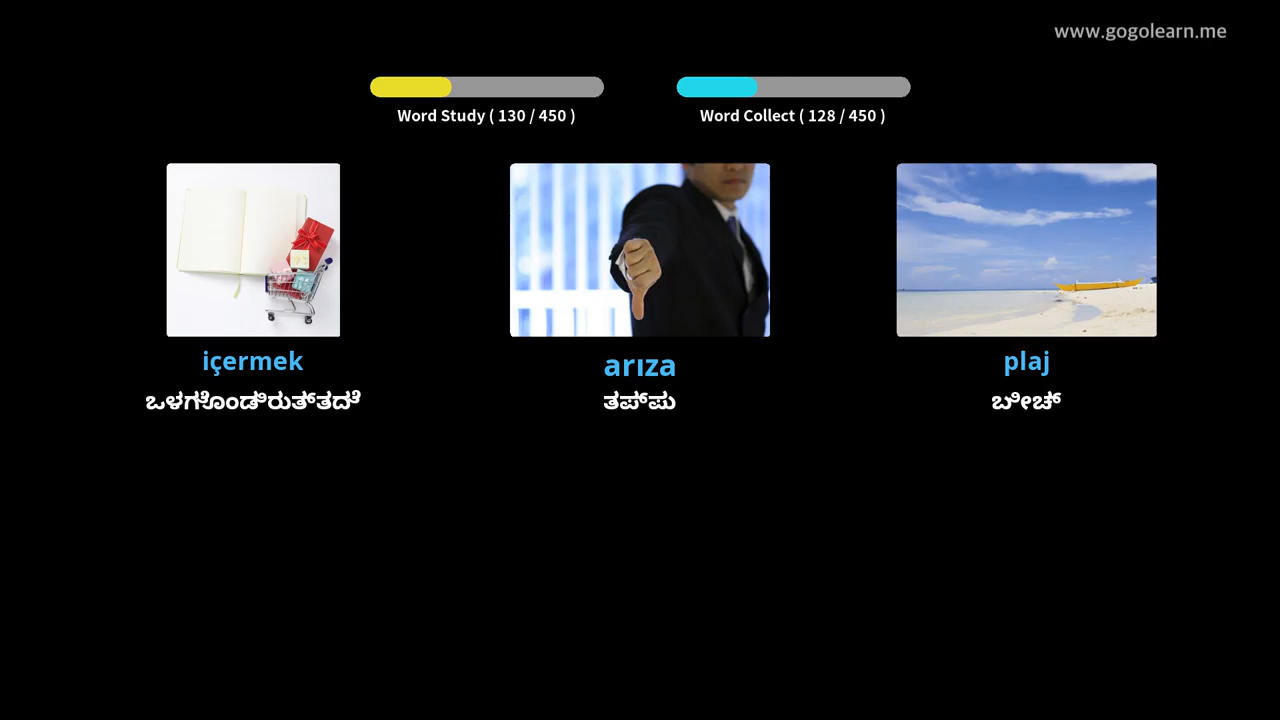 www.gogolearn.me
Word Study ( 130 / 450 )
Word Collect ( 128 / 450 )
içermek
arıza
plaj
ಒಳಗೊಂಡಿರುತ್ತದೆ
ತಪ್ಪು
ಬೀಚ್